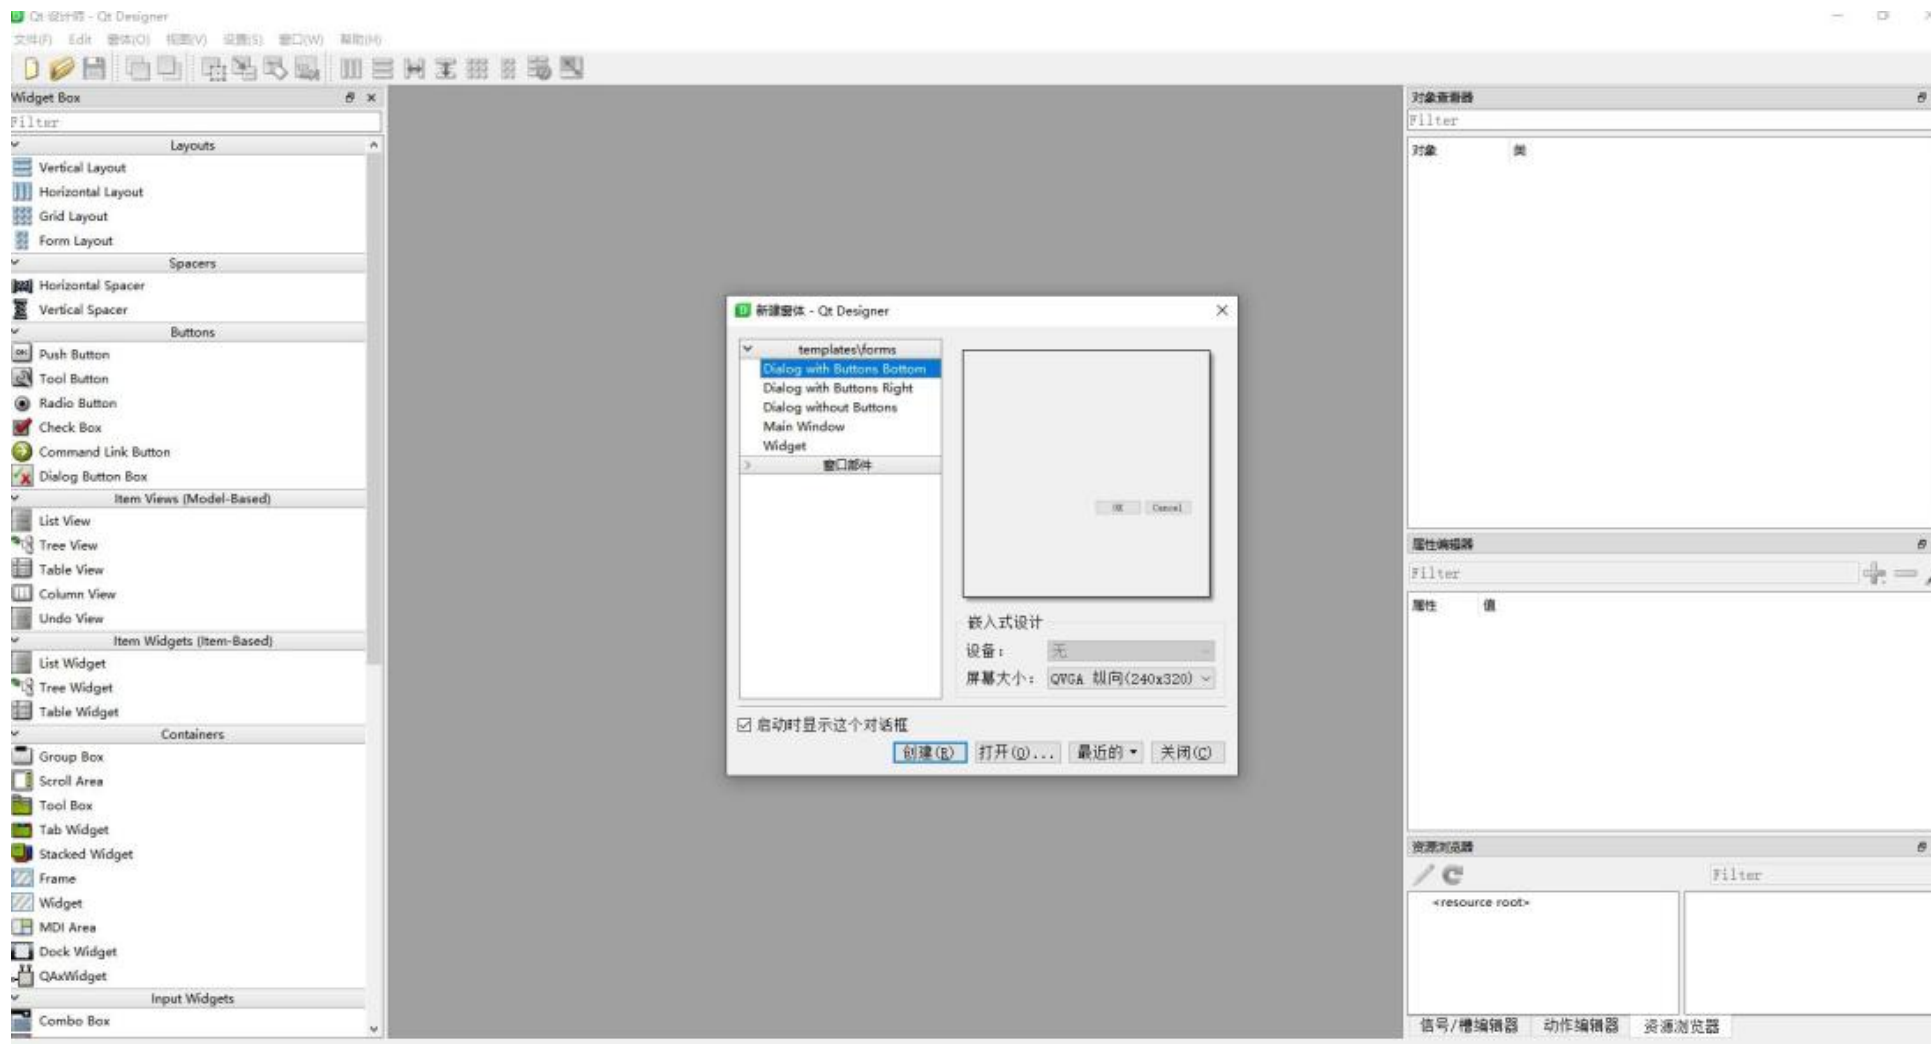 Qt 设计师 - Qt Designer
文件(F) Edit 窗体(O) 视图(V) 设置(S) 窗口(W) 帮助(H)
Widget Box
Filter
Layouts
Vertical Layout
Horizontal Layout
Grid Layout
Form Layout
Spacers
Horizontal Spacer
Vertical Spacer
Buttons
Push Button
Tool Button
Radio Button
Check Box
Command Link Button
Dialog Button Box
Item Views (Model-Based)
List View
Tree View
Table View
Column View
Undo View
Item Widgets (Item-Based)
List Widget
Tree Widget
Table Widget
Containers
Group Box
Scroll Area
Tool Box
Tab Widget
Stacked Widget
Frame
Widget
MDI Area
Dock Widget
QAxWidget
Input Widgets
Combo Box
新建窗体 - Qt Designer
templates\forms
Dialog with Buttons Bottom
Dialog with Buttons Right
Dialog without Buttons
Main Window
Widget
窗口部件
OK Cancel
嵌入式设计
设备： 无
屏幕大小： QVGA 纵向(240x320)
启动时显示这个对话框
创建(R) 打开(O)... 最近的 关闭(C)
对象查看器
Filter
对象 类
属性编辑器
Filter
属性 值
资源浏览器
Filter
<resource root>
信号/槽编辑器 动作编辑器 资源浏览器